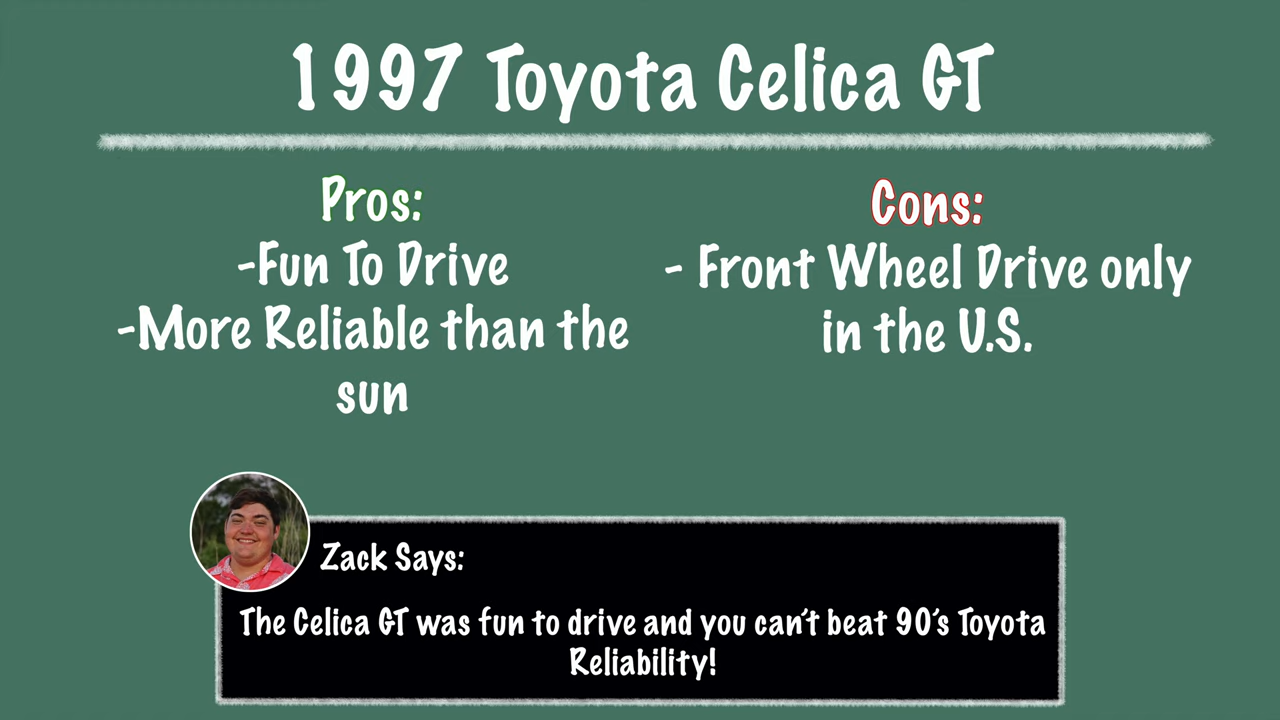 1997 Toyota Celica GT
Pros:
-Fun To Drive
-More Reliable than the
sun
Cons:
- Front Wheel Drive only
in the U.S.
Zack Says:
The Celica GT was fun to drive and you can't beat 90's Toyota
Reliability!